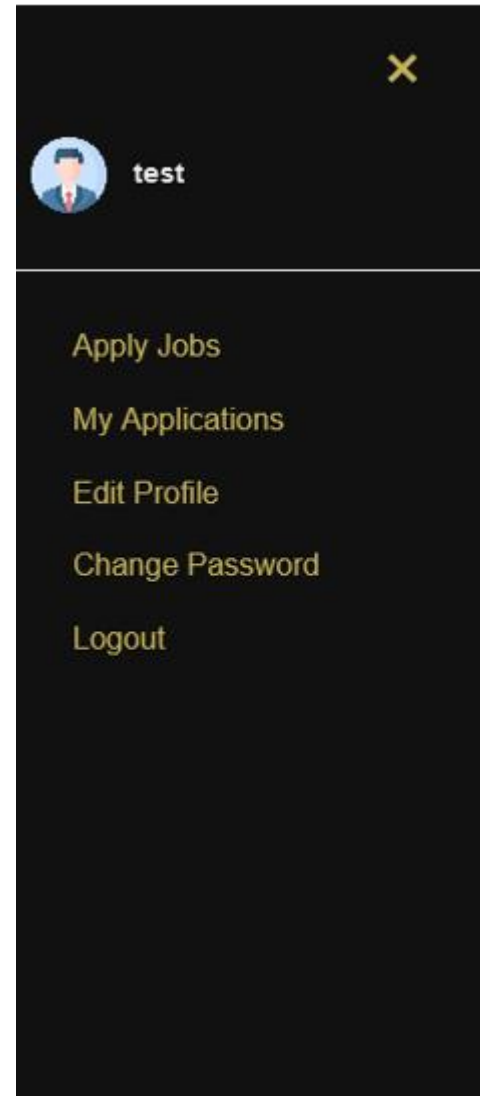 ×
test
Apply Jobs
My Applications
Edit Profile
Change Password
Logout